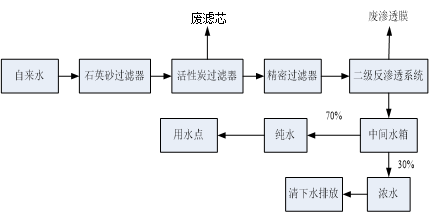 废滤芯
废渗透膜
自来水
石英砂过滤器
活性炭过滤器
精密过滤器
二级反渗透系统
用水点
纯水
70%
中间水箱
30%
清下水排放
浓水